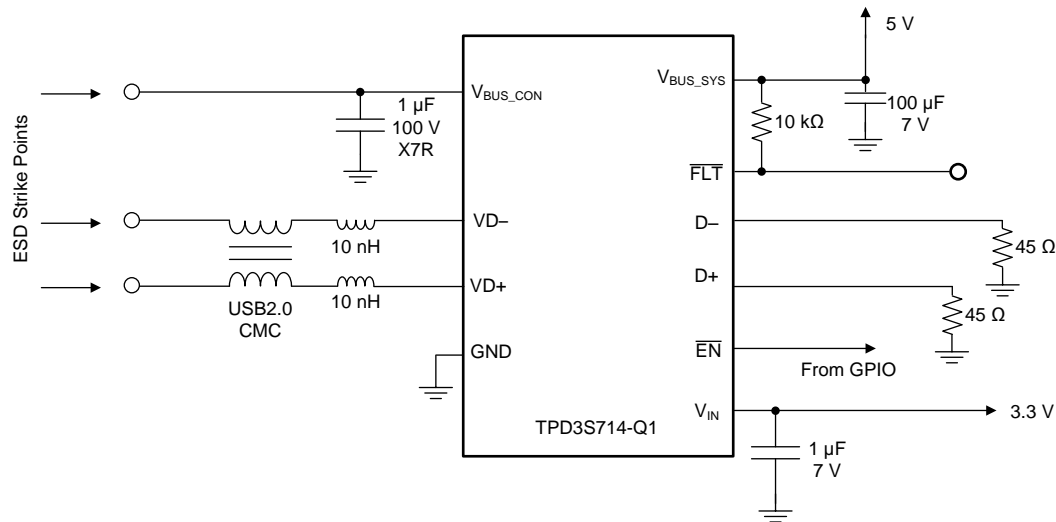 ESD Strike Points
V_BUS_CON
1 µF
100 V
X7R
VD–
10 nH
VD+
10 nH
USB2.0
CMC
GND
TPD3S714-Q1
5 V
V_BUS_SYS
100 µF
7 V
10 kΩ
FLT
D–
45 Ω
D+
45 Ω
EN
From GPIO
V_IN
3.3 V
1 µF
7 V